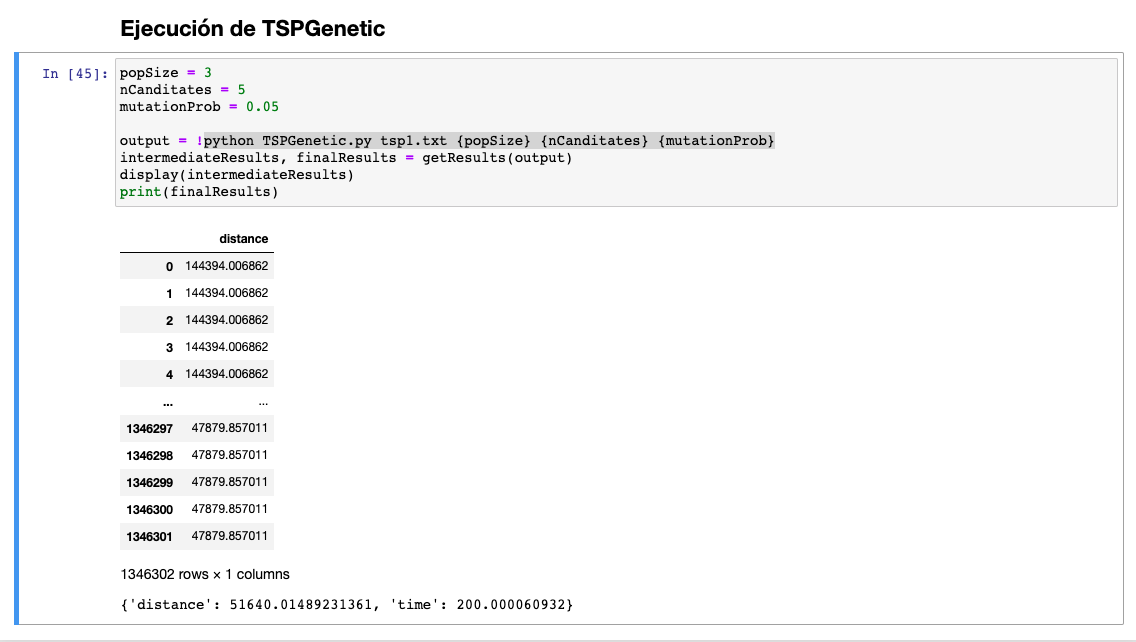 Ejecución de TSPGenetic
In [45]: popSize = 3
nCanditates = 5
mutationProb = 0.05
output = !python TSPGenetic.py tsp1.txt {popSize} {nCanditates} {mutationProb}
intermediateResults, finalResults = getResults(output)
display(intermediateResults)
print(finalResults)
distance
0 144394.006862
1 144394.006862
2 144394.006862
3 144394.006862
4 144394.006862
... ...
1346297 47879.857011
1346298 47879.857011
1346299 47879.857011
1346300 47879.857011
1346301 47879.857011
1346302 rows × 1 columns
{'distance': 51640.01489231361, 'time': 200.000060932}